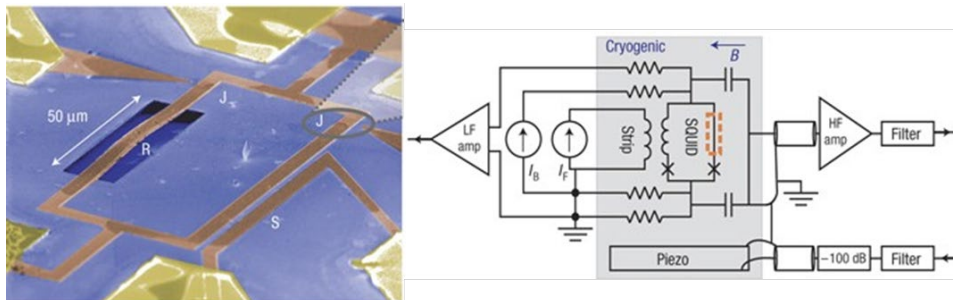 50 μm
J
J
R
S
Cryogenic
B
LF
amp
I_B
I_F
Strip
SQUID
HF
amp
Filter
Piezo
−100 dB
Filter